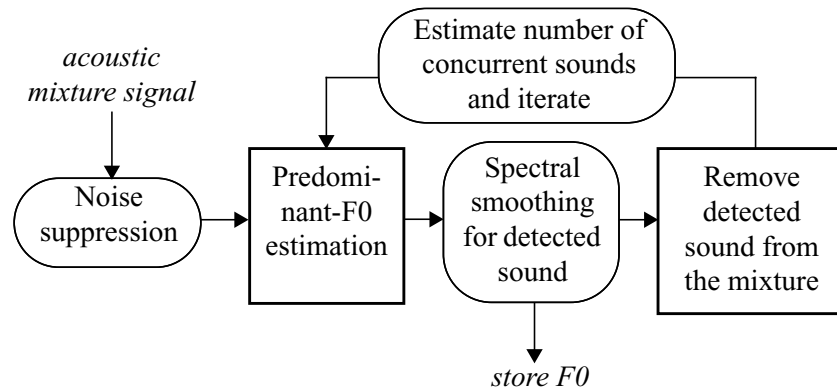 acoustic
mixture signal
Noise
suppression
Predomi-
nant-F0
estimation
Spectral
smoothing
for detected
sound
store F0
Remove
detected
sound from
the mixture
Estimate number of
concurrent sounds
and iterate